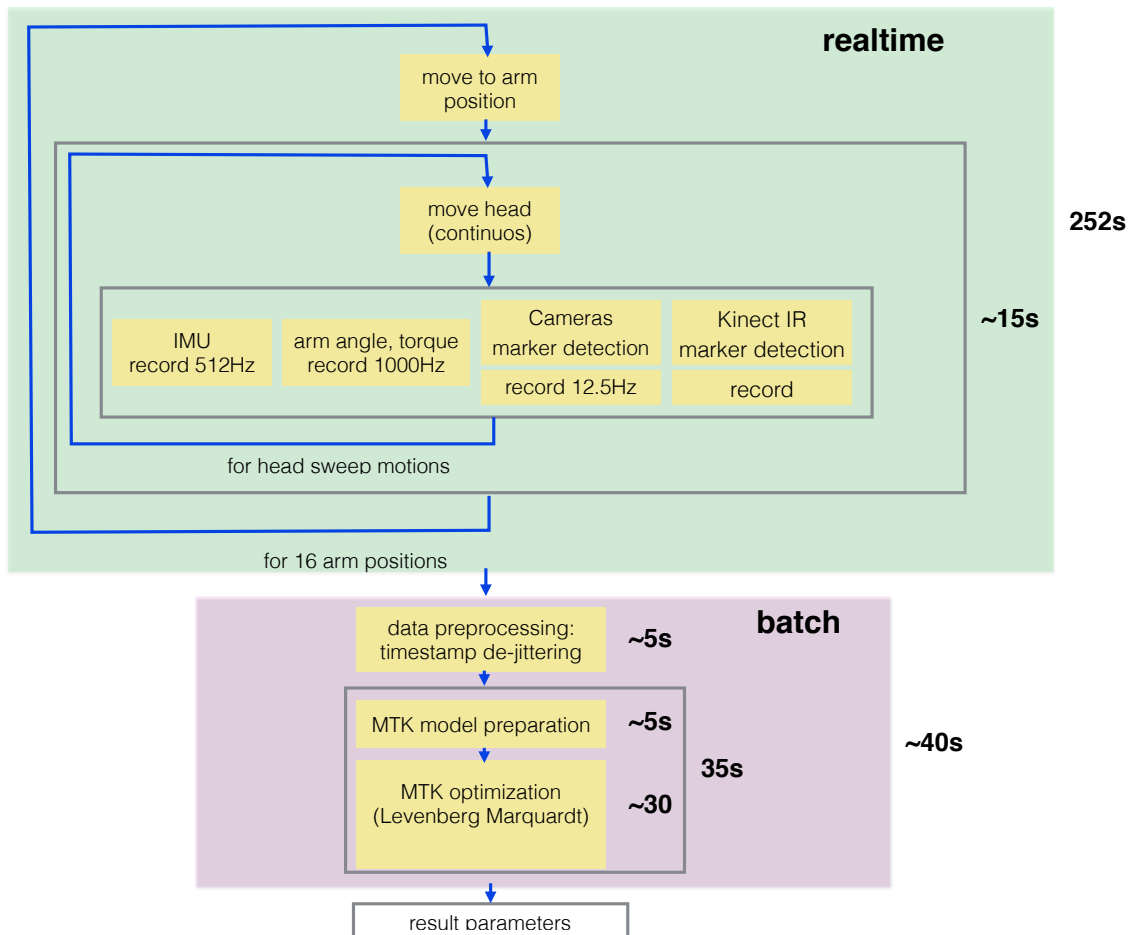 realtime
move to arm
position
252s
move head
(continuos)
~15s
IMU
record 512Hz
arm angle, torque
record 1000Hz
Cameras
marker detection
record 12.5Hz
Kinect IR
marker detection
record
for head sweep motions
for 16 arm positions
batch
data preprocessing:
timestamp de-jittering
~5s
MTK model preparation
~5s
35s
~40s
MTK optimization
(Levenberg Marquardt)
~30
result parameters